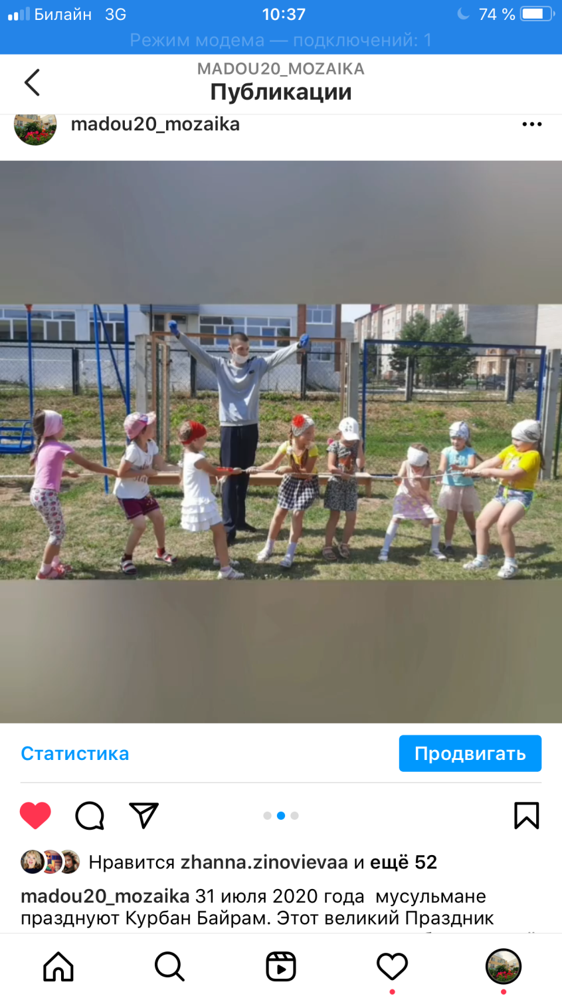 Билайн 3G 10:37 74 %
Режим модема — подключений: 1
MADOU20_MOZAIKA
Публикации
madou20_mozaika
Статистика Продвигать
Нравится zhanna.zinovievaa и ещё 52
madou20_mozaika 31 июля 2020 года мусульмане
празднуют Курбан Байрам. Этот великий Праздник